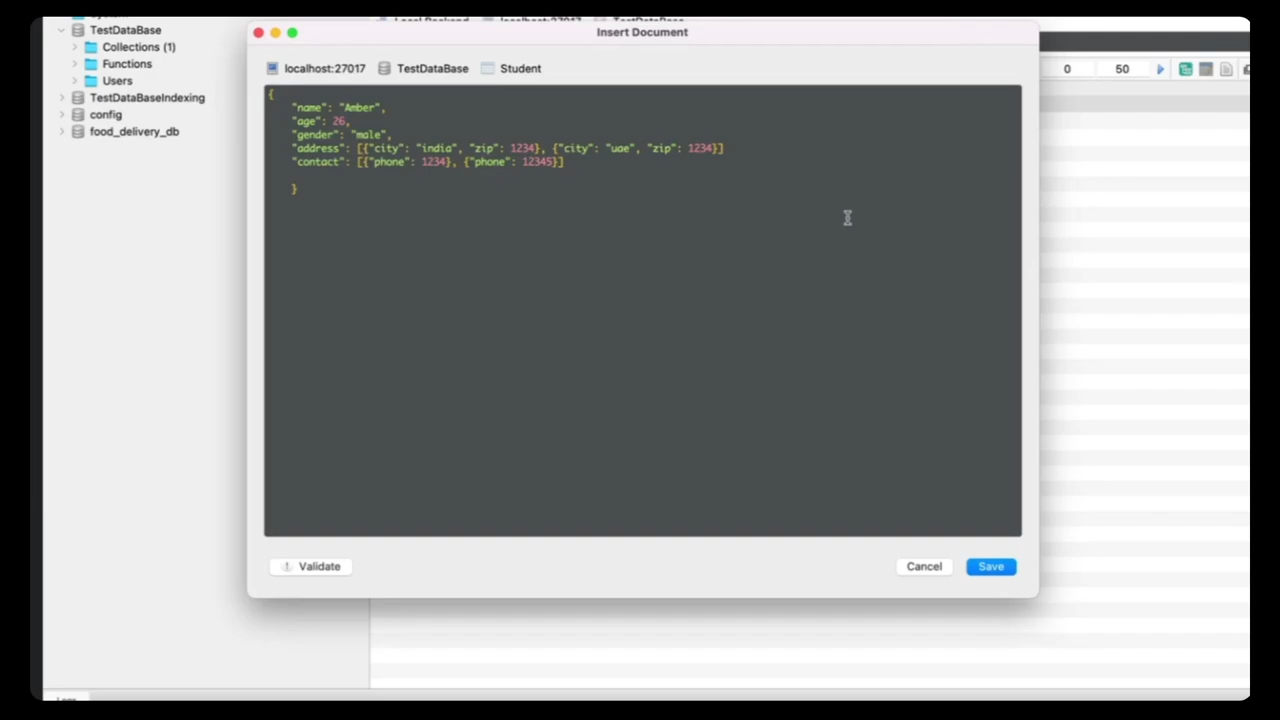 TestDataBase
Collections (1)
Functions
Users
TestDataBaseIndexing
config
food_delivery_db
Insert Document
localhost:27017 TestDataBase Student
0 50
{
"name": "Amber",
"age": 26,
"gender": "male",
"address": [{"city": "india", "zip": 1234}, {"city": "uae", "zip": 1234}]
"contact": [{"phone": 1234}, {"phone": 12345}]
}
Validate
Cancel
Save